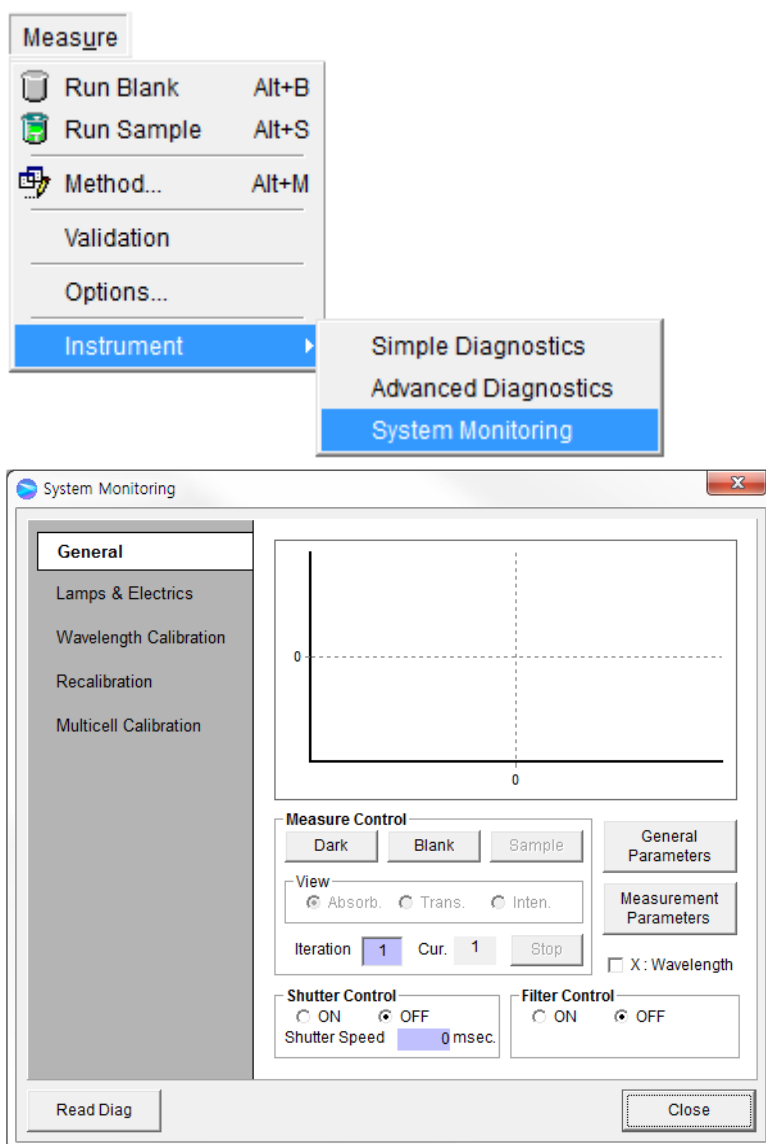 Measure
Run Blank Alt+B
Run Sample Alt+S
Method... Alt+M
Validation
Options...
Instrument
Simple Diagnostics
Advanced Diagnostics
System Monitoring
System Monitoring
General
Lamps & Electrics
Wavelength Calibration
Recalibration
Multicell Calibration
0
0
Measure Control
Dark Blank Sample
View
Absorb. Trans. Inten.
Iteration 1 Cur. 1 Stop
General
Parameters
Measurement
Parameters
X : Wavelength
Shutter Control
ON OFF
Shutter Speed 0 msec.
Filter Control
ON OFF
Read Diag
Close